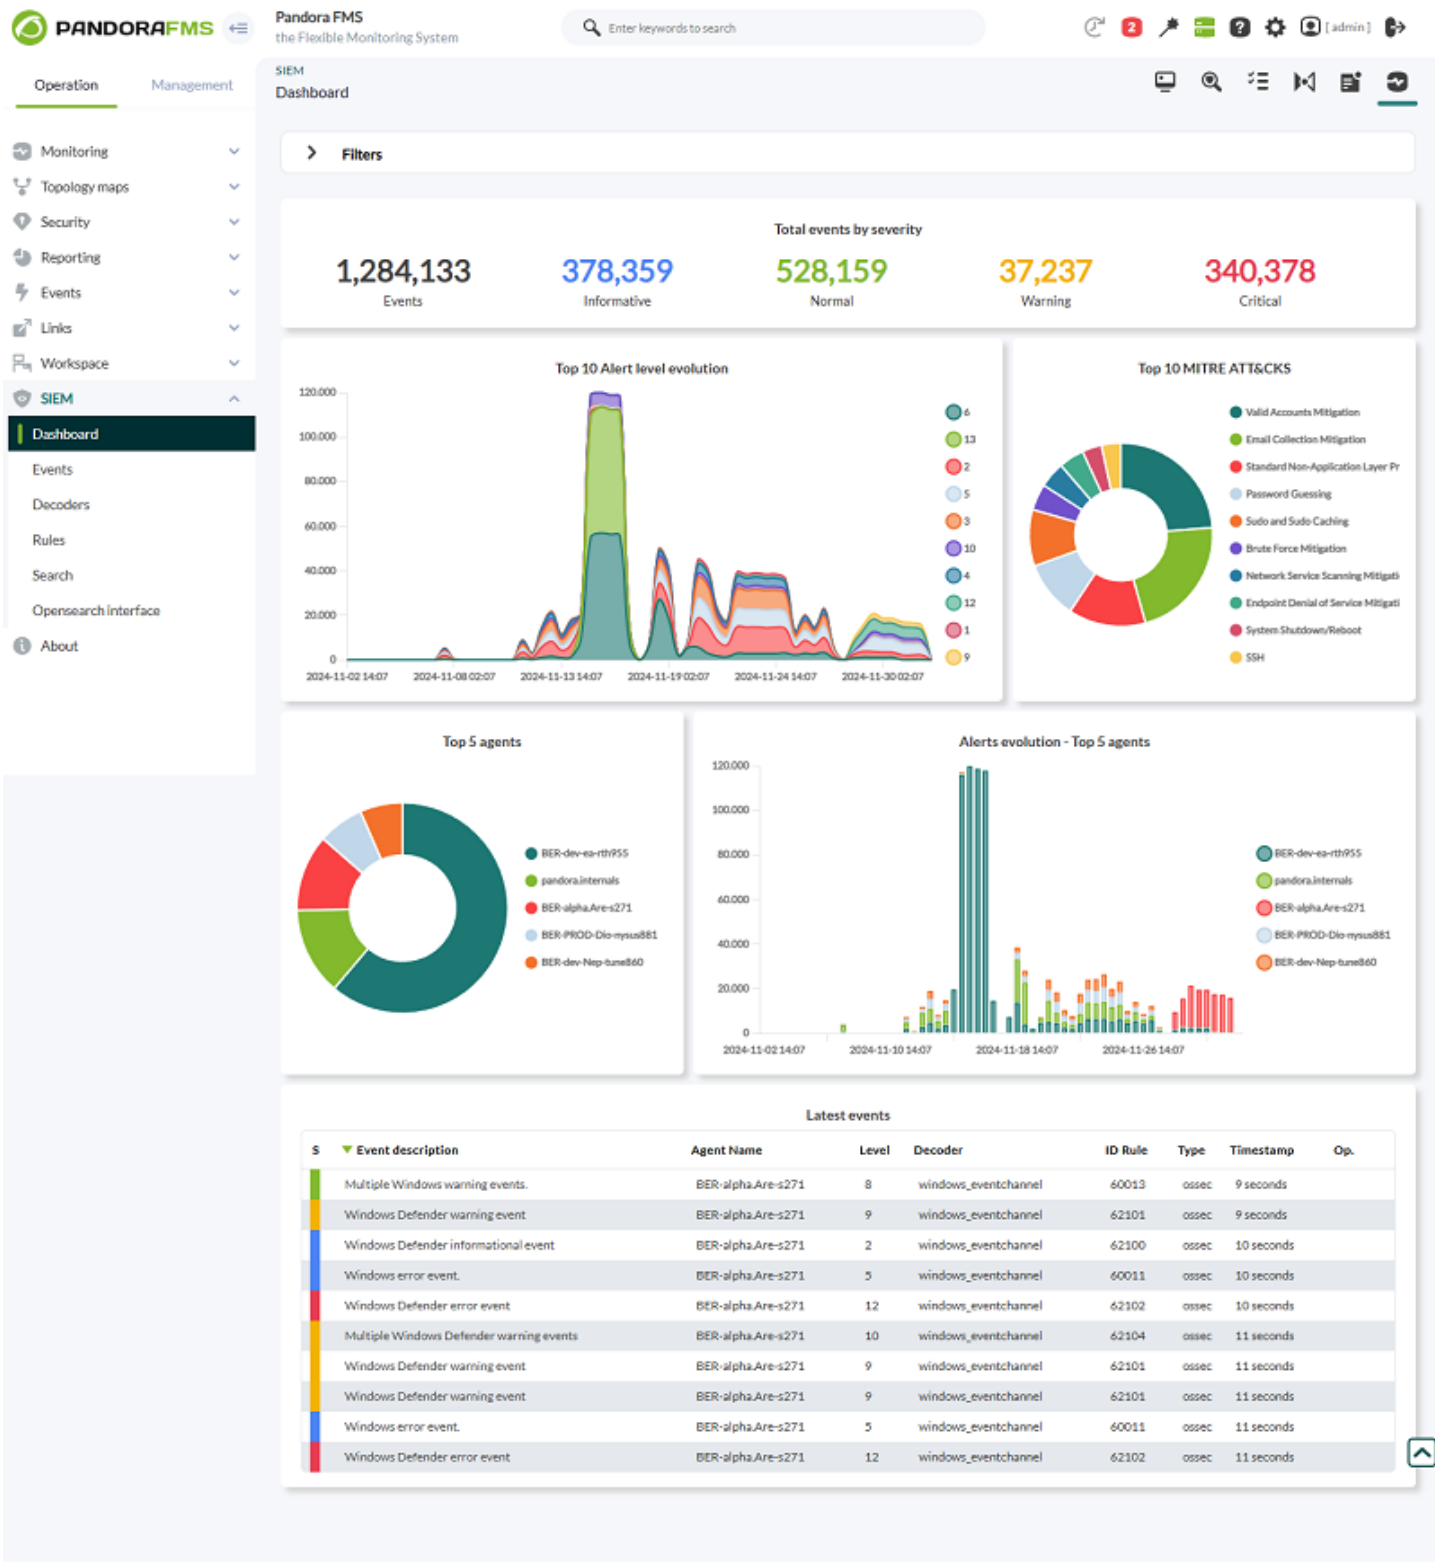 PANDORAFMS
Pandora FMS
the Flexible Monitoring System
Enter keywords to search
2
[ admin ]
Operation
Management
SIEM
Dashboard
Monitoring
Topology maps
Security
Reporting
Events
Links
Workspace
SIEM
Dashboard
Events
Decoders
Rules
Search
Opensearch interface
About
Filters
Total events by severity
1,284,133
378,359
528,159
37,237
340,378
Events
Informative
Normal
Warning
Critical
Top 10 Alert level evolution
120.000
100.000
80.000
60.000
40.000
20.000
0
2024-11-02 14:07
2024-11-08 02:07
2024-11-13 14:07
2024-11-19 02:07
2024-11-24 14:07
2024-11-30 02:07
6
13
2
5
3
10
4
12
1
9
Top 10 MITRE ATT&CKS
Valid Accounts Mitigation
Email Collection Mitigation
Standard Non-Application Layer Pr
Password Guessing
Sudo and Sudo Caching
Brute Force Mitigation
Network Service Scanning Mitigati
Endpoint Denial of Service Mitigati
System Shutdown/Reboot
SSH
Top 5 agents
BER-dev-ea-rth955
pandora.internals
BER-alpha.Are-s271
BER-PROD-Dio-nysus881
BER-dev-Nep-tune860
Alerts evolution - Top 5 agents
120.000
100.000
80.000
60.000
40.000
20.000
0
2024-11-02 14:07
2024-11-10 14:07
2024-11-18 14:07
2024-11-26 14:07
BER-dev-ea-rth955
pandora.internals
BER-alpha.Are-s271
BER-PROD-Dio-nysus881
BER-dev-Nep-tune860
Latest events
S Event description Agent Name Level Decoder ID Rule Type Timestamp Op.
Multiple Windows warning events. BER-alpha.Are-s271 8 windows_eventchannel 60013 ossec 9 seconds
Windows Defender warning event BER-alpha.Are-s271 9 windows_eventchannel 62101 ossec 9 seconds
Windows Defender informational event BER-alpha.Are-s271 2 windows_eventchannel 62100 ossec 10 seconds
Windows error event. BER-alpha.Are-s271 5 windows_eventchannel 60011 ossec 10 seconds
Windows Defender error event BER-alpha.Are-s271 12 windows_eventchannel 62102 ossec 10 seconds
Multiple Windows Defender warning events BER-alpha.Are-s271 10 windows_eventchannel 62104 ossec 11 seconds
Windows Defender warning event BER-alpha.Are-s271 9 windows_eventchannel 62101 ossec 11 seconds
Windows Defender warning event BER-alpha.Are-s271 9 windows_eventchannel 62101 ossec 11 seconds
Windows error event. BER-alpha.Are-s271 5 windows_eventchannel 60011 ossec 11 seconds
Windows Defender error event BER-alpha.Are-s271 12 windows_eventchannel 62102 ossec 11 seconds